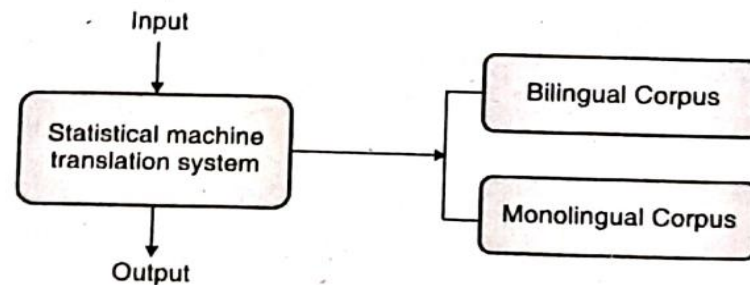 Input
Statistical machine
translation system
Output
Bilingual Corpus
Monolingual Corpus